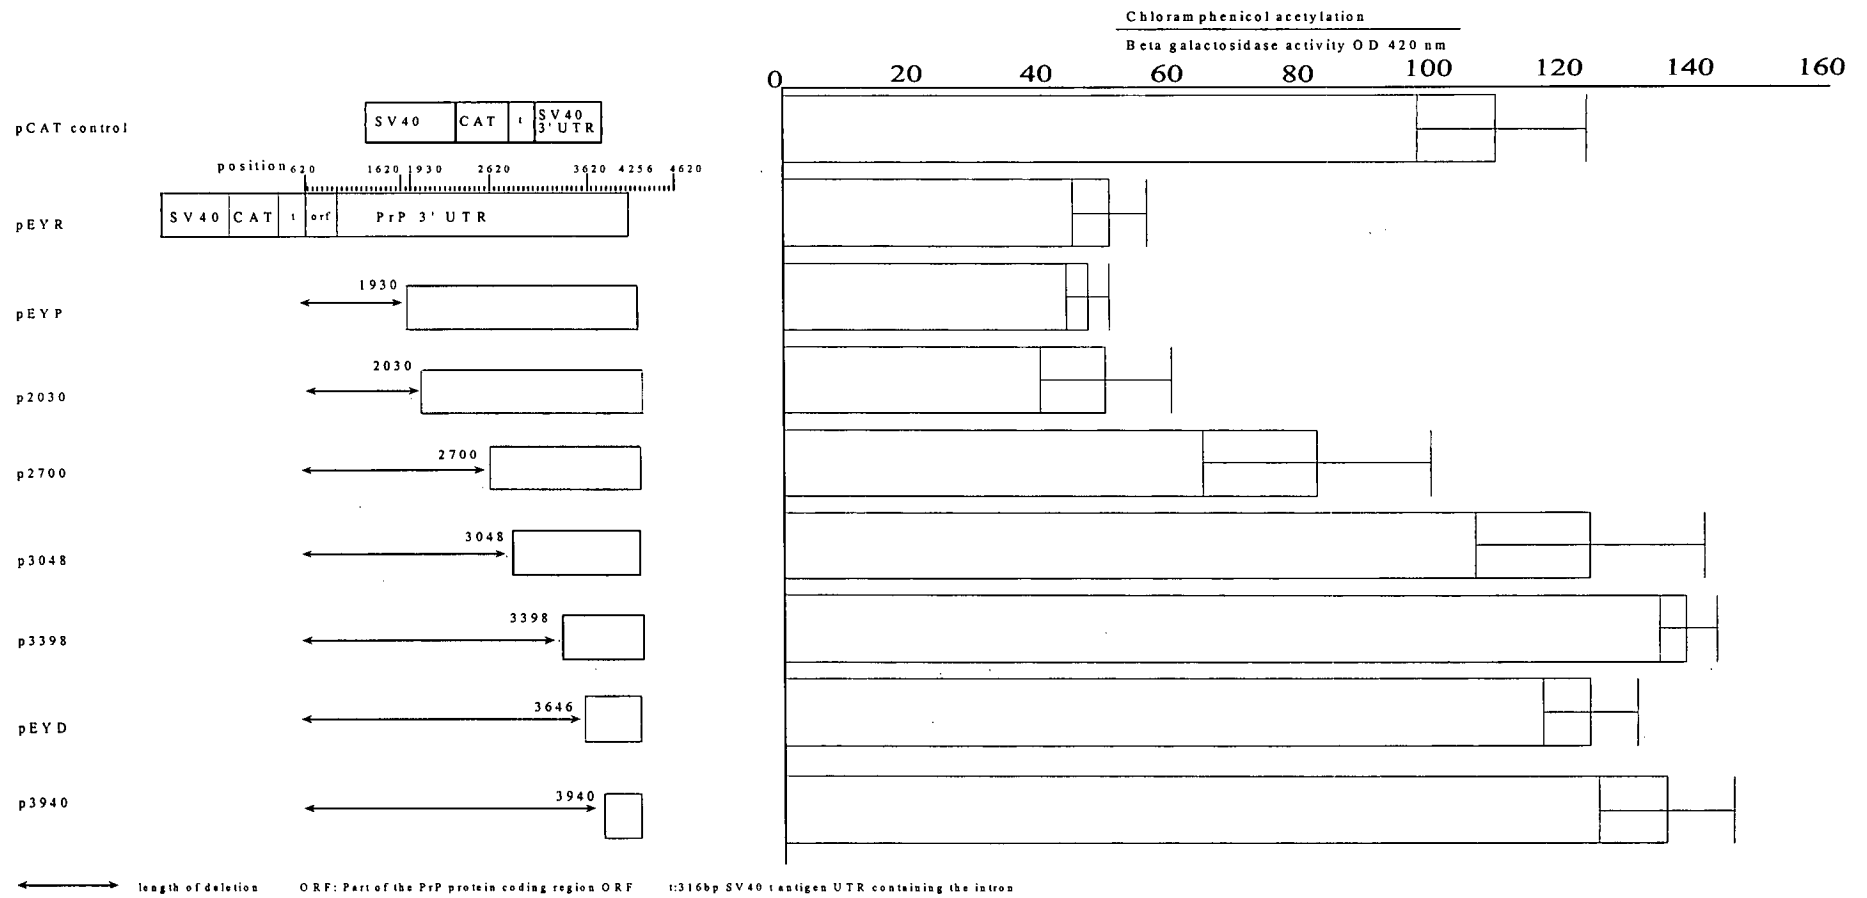 Chloramphenicol acetylation
Beta galactosidase activity OD 420 nm
0 20 40 60 80 100 120 140 160
pCAT control
SV40 CAT t SV40 3'UTR
position 620 1620 1930 2620 3620 4256 4620
pEYR
SV40 CAT t orf PrP 3' UTR
pEYP
1930
p2030
2030
p2700
2700
p3048
3048
p3398
3398
pEYD
3646
p3940
3940
length of deletion ORF: Part of the PrP protein coding region ORF t:316bp SV40 t antigen UTR containing the intron